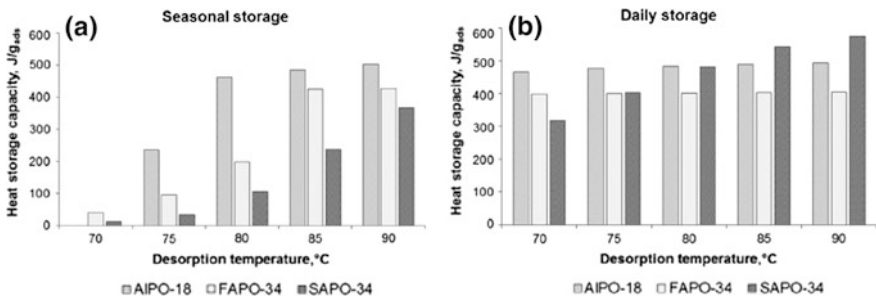 (a)
Seasonal storage
Heat storage capacity, J/gads
600
500
400
300
200
100
0
70 75 80 85 90
Desorption temperature,°C
AIPO-18 FAPO-34 SAPO-34
(b)
Daily storage
Heat storage capacity, J/gads
600
500
400
300
200
100
0
70 75 80 85 90
Desorption temperature,°C
AIPO-18 FAPO-34 SAPO-34